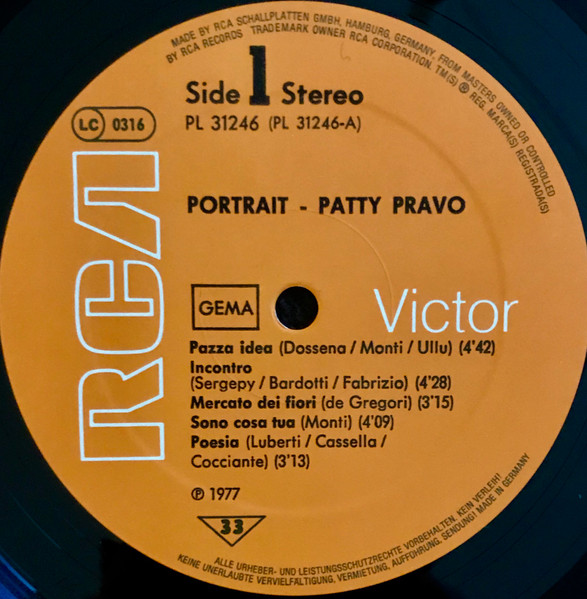 MADE BY RCA SCHALLPLATTEN GMBH, HAMBURG, GERMANY, FROM MASTERS OWNED OR CONTROLLED
BY RCA RECORDS TRADEMARK OWNER RCA CORPORATION. TM(S) ® REG. MARCA(S) REGISTRADA(S)
Side 1 Stereo
PL 31246 (PL 31246-A)
LC 0316
RCA
PORTRAIT - PATTY PRAVO
GEMA
Victor
Pazza idea (Dossena / Monti / Ullu) (4'42)
Incontro
(Sergepy / Bardotti / Fabrizio) (4'28)
Mercato dei fiori (de Gregori) (3'15)
Sono cosa tua (Monti) (4'09)
Poesia (Luberti / Cassella /
Cocciante) (3'13)
℗ 1977
33
ALLE URHEBER- UND LEISTUNGSSCHUTZRECHTE VORBEHALTEN. KEIN VERLEIH!
KEINE UNERLAUBTE VERVIELFÄLTIGUNG, VERMIETUNG, AUFFÜHRUNG, SENDUNG! MADE IN GERMANY